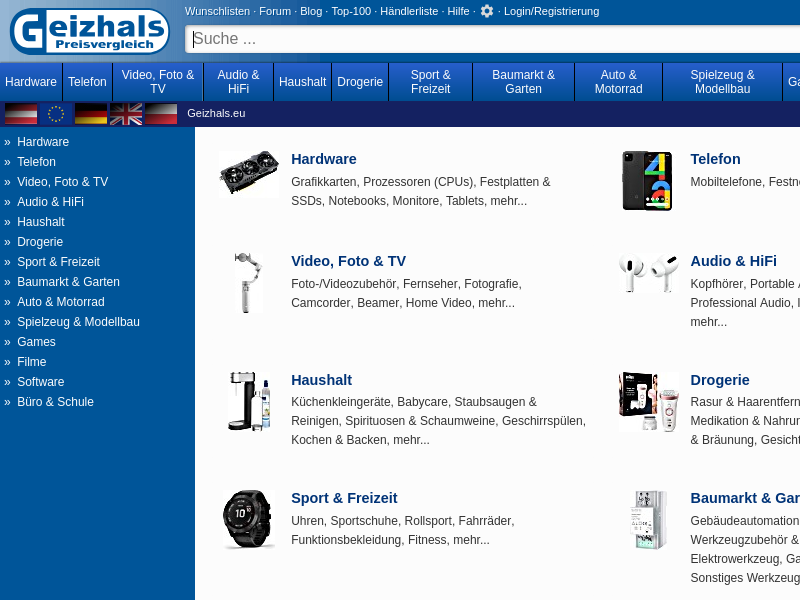 Geizhals
Preisvergleich
Wunschlisten · Forum · Blog · Top-100 · Händlerliste · Hilfe · · Login/Registrierung
Suche ...
Hardware
Telefon
Video, Foto &
TV
Audio &
HiFi
Haushalt
Drogerie
Sport &
Freizeit
Baumarkt &
Garten
Auto &
Motorrad
Spielzeug &
Modellbau
Ga
Geizhals.eu
» Hardware
» Telefon
» Video, Foto & TV
» Audio & HiFi
» Haushalt
» Drogerie
» Sport & Freizeit
» Baumarkt & Garten
» Auto & Motorrad
» Spielzeug & Modellbau
» Games
» Filme
» Software
» Büro & Schule
Hardware
Grafikkarten, Prozessoren (CPUs), Festplatten &
SSDs, Notebooks, Monitore, Tablets, mehr...
Telefon
Mobiltelefone, Festne
Video, Foto & TV
Foto-/Videozubehör, Fernseher, Fotografie,
Camcorder, Beamer, Home Video, mehr...
Audio & HiFi
Kopfhörer, Portable A
Professional Audio, I
mehr...
Haushalt
Küchenkleingeräte, Babycare, Staubsaugen &
Reinigen, Spirituosen & Schaumweine, Geschirrspülen,
Kochen & Backen, mehr...
Drogerie
Rasur & Haarentfern
Medikation & Nahrun
& Bräunung, Gesicht
Sport & Freizeit
Uhren, Sportschuhe, Rollsport, Fahrräder,
Funktionsbekleidung, Fitness, mehr...
Baumarkt & Gar
Gebäudeautomation
Werkzeugzubehör &
Elektrowerkzeug, Ga
Sonstiges Werkzeug